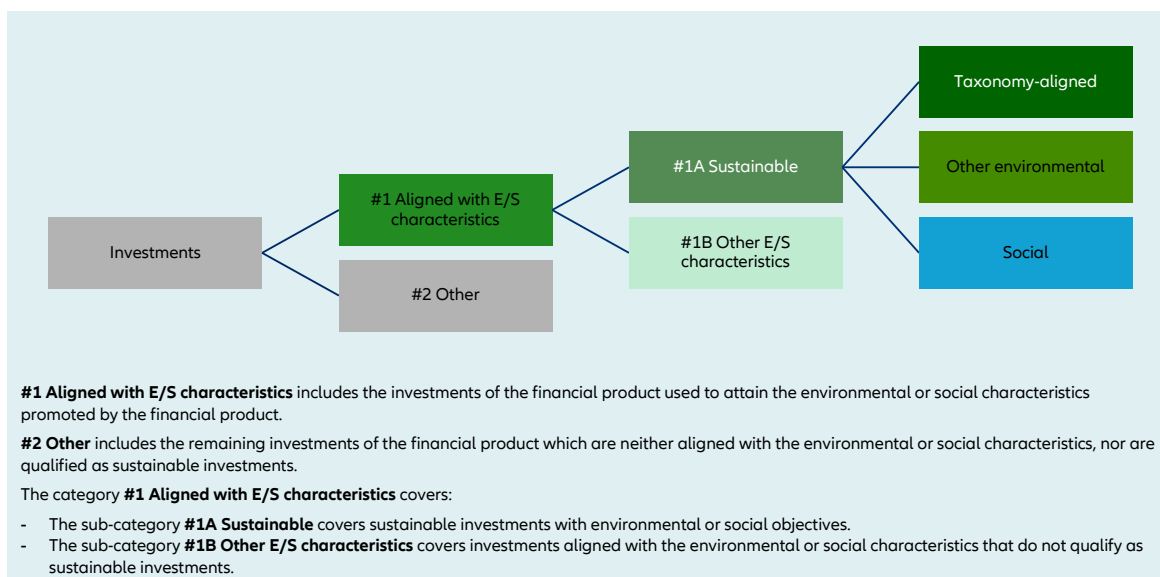 Taxonomy-aligned
#1A Sustainable
Other environmental
#1 Aligned with E/S
characteristics
#1B Other E/S
characteristics
Investments
Social
#2 Other
#1 Aligned with E/S characteristics includes the investments of the financial product used to attain the environmental or social characteristics
promoted by the financial product.
#2 Other includes the remaining investments of the financial product which are neither aligned with the environmental or social characteristics, nor are
qualified as sustainable investments.
The category #1 Aligned with E/S characteristics covers:
- The sub-category #1A Sustainable covers sustainable investments with environmental or social objectives.
- The sub-category #1B Other E/S characteristics covers investments aligned with the environmental or social characteristics that do not qualify as
sustainable investments.